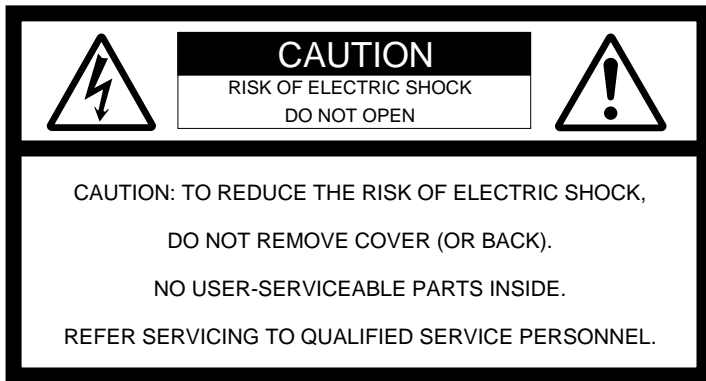 CAUTION
RISK OF ELECTRIC SHOCK
DO NOT OPEN
CAUTION: TO REDUCE THE RISK OF ELECTRIC SHOCK,
DO NOT REMOVE COVER (OR BACK).
NO USER-SERVICEABLE PARTS INSIDE.
REFER SERVICING TO QUALIFIED SERVICE PERSONNEL.